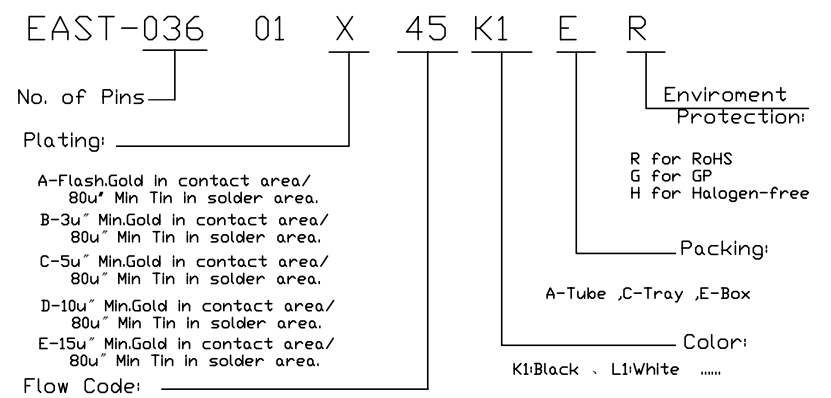 EAST-036 01 X 45 K1 E R
No. of Pins
Plating:
A-Flash.Gold in contact area/
80u" Min Tin in solder area.
B-3u" Min.Gold in contact area/
80u" Min Tin in solder area.
C-5u" Min.Gold in contact area/
80u" Min Tin in solder area.
D-10u" Min.Gold in contact area/
80u" Min Tin in solder area.
E-15u" Min.Gold in contact area/
80u" Min Tin in solder area.
Flow Code:
Enviroment
Protection:
R for RoHS
G for GP
H for Halogen-free
Packing:
A-Tube ,C-Tray ,E-Box
Color:
K1:Black 、 L1:White ......